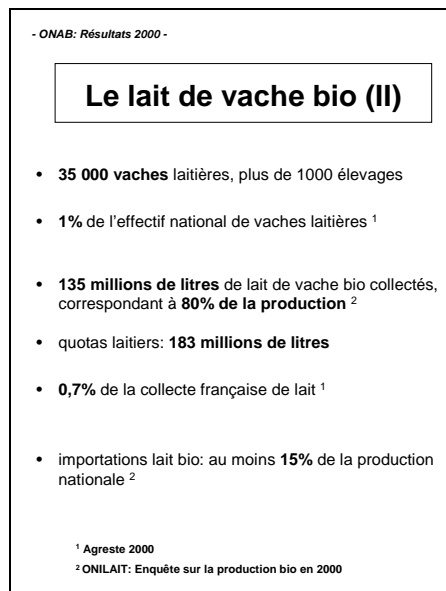 - ONAB: Résultats 2000 -
Le lait de vache bio (II)
• 35 000 vaches laitières, plus de 1000 élevages
• 1% de l'effectif national de vaches laitières ¹
• 135 millions de litres de lait de vache bio collectés,
correspondant à 80% de la production ²
• quotas laitiers: 183 millions de litres
• 0,7% de la collecte française de lait ¹
• importations lait bio: au moins 15% de la production
nationale ²
¹ Agreste 2000
² ONILAIT: Enquête sur la production bio en 2000